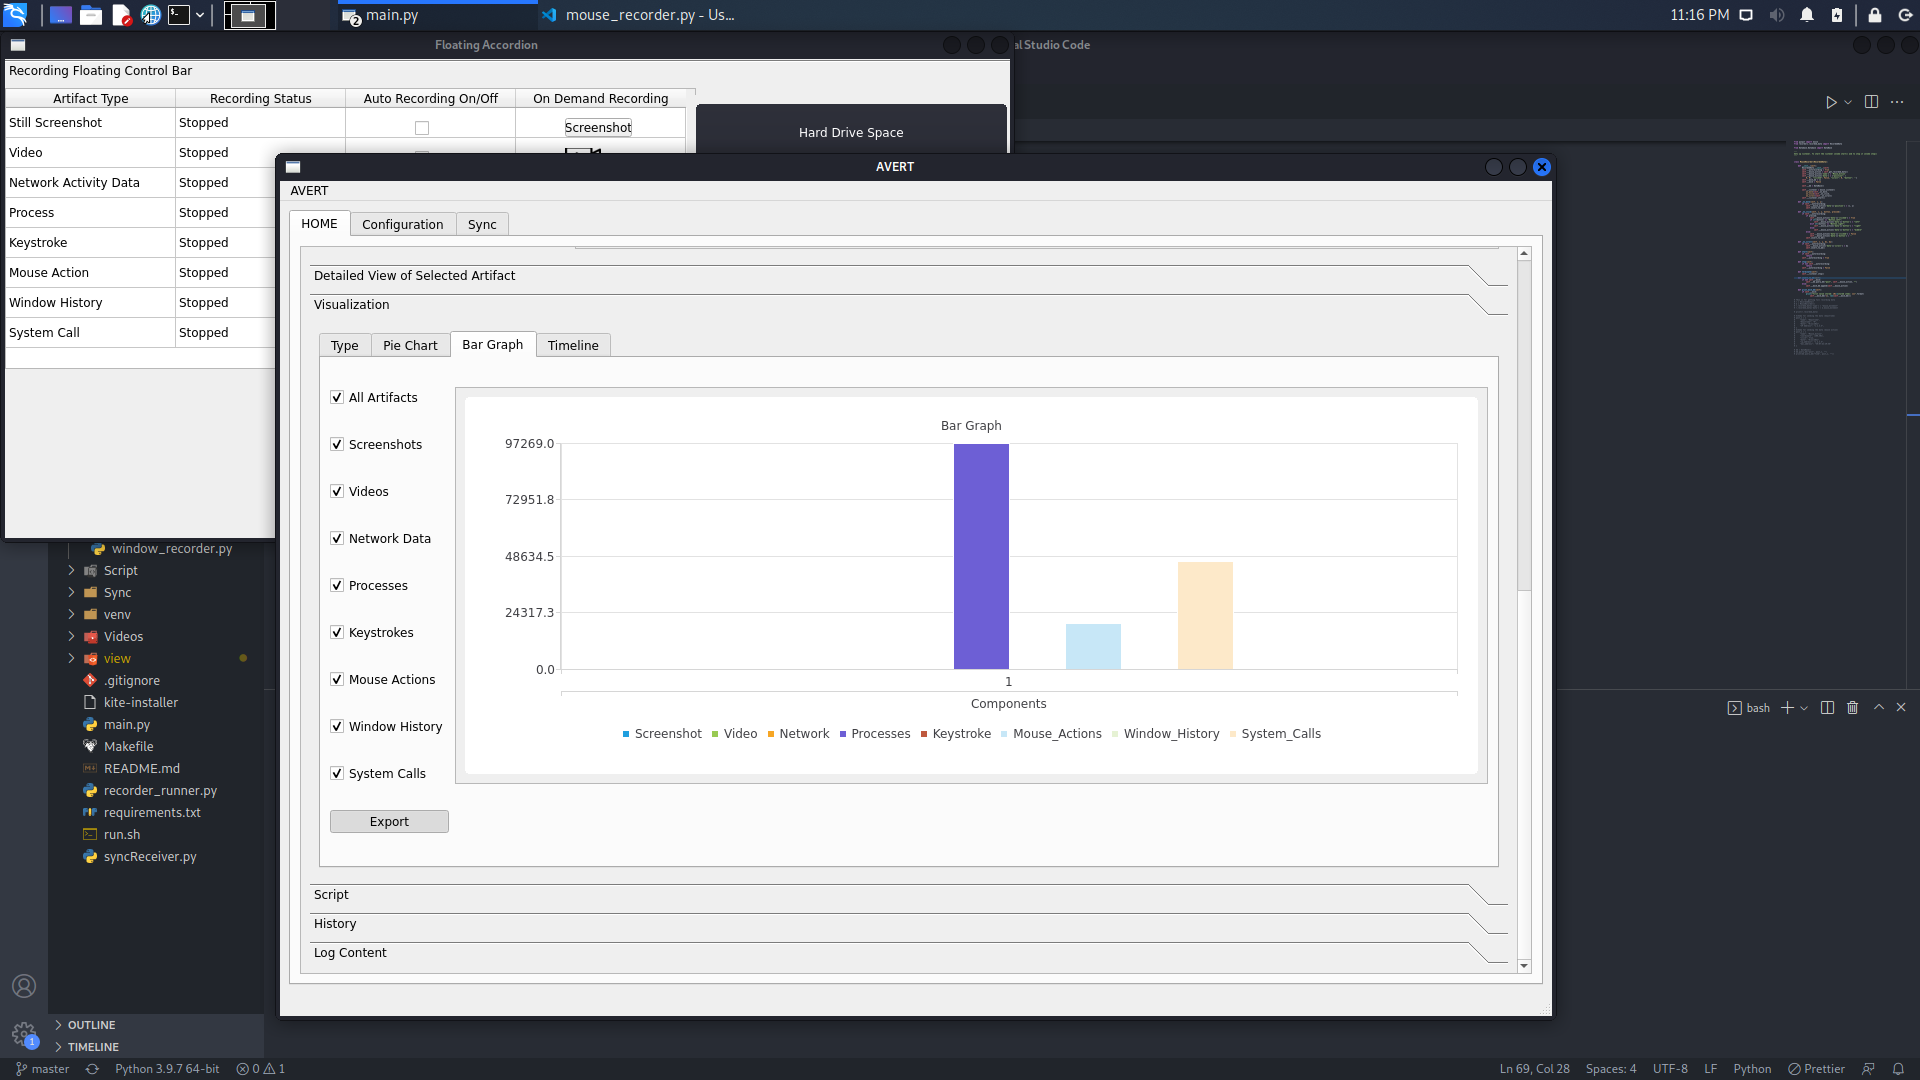 2
main.py
mouse_recorder.py - Us...
11:16 PM
Floating Accordion
al Studio Code
Recording Floating Control Bar
Artifact Type Recording Status Auto Recording On/Off On Demand Recording
Still Screenshot Stopped Screenshot
Hard Drive Space
Video Stopped
Network Activity Data Stopped
Process Stopped
Keystroke Stopped
Mouse Action Stopped
Window History Stopped
System Call Stopped
AVERT
AVERT
HOME Configuration Sync
Detailed View of Selected Artifact
Visualization
Type Pie Chart Bar Graph Timeline
All Artifacts
Screenshots
Videos
Network Data
Processes
Keystrokes
Mouse Actions
Window History
System Calls
Export
Bar Graph
97269.0
72951.8
48634.5
24317.3
0.0
1
Components
Screenshot Video Network Processes Keystroke Mouse_Actions Window_History System_Calls
Script
History
Log Content
window_recorder.py
Script
Sync
venv
Videos
view
.gitignore
kite-installer
main.py
Makefile
README.md
recorder_runner.py
requirements.txt
run.sh
syncReceiver.py
bash
1
OUTLINE
TIMELINE
master Python 3.9.7 64-bit 0 1
Ln 69, Col 28 Spaces: 4 UTF-8 LF Python Prettier